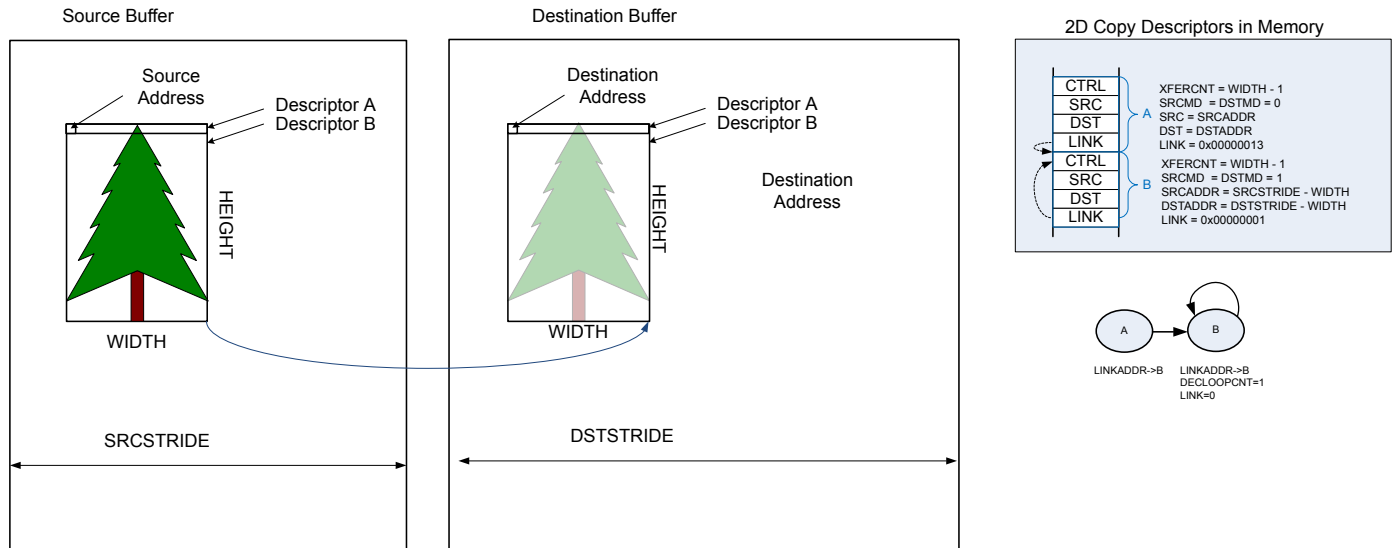 Source Buffer
Source
Address
Descriptor A
Descriptor B
HEIGHT
WIDTH
SRCSTRIDE
Destination Buffer
Destination
Address
Descriptor A
Descriptor B
HEIGHT
Destination
Address
WIDTH
DSTSTRIDE
2D Copy Descriptors in Memory
CTRL
SRC
DST
LINK
A
XFERCNT = WIDTH - 1
SRCMD = DSTMD = 0
SRC = SRCADDR
DST = DSTADDR
LINK = 0x00000013
CTRL
SRC
DST
LINK
B
XFERCNT = WIDTH - 1
SRCMD = DSTMD = 1
SRCADDR = SRCSTRIDE - WIDTH
DSTADDR = DSTSTRIDE - WIDTH
LINK = 0x00000001
A
B
LINKADDR->B
LINKADDR->B
DECLOOPCNT=1
LINK=0